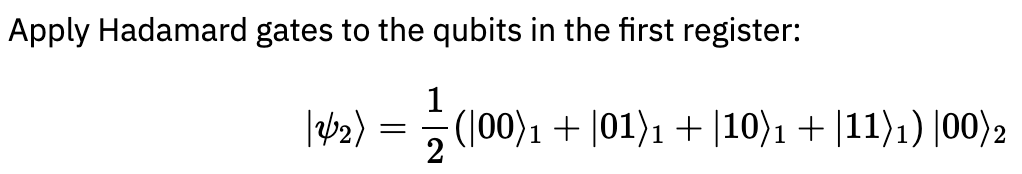 Apply Hadamard gates to the qubits in the first register:
|ψ₂⟩ = 1/2 (|00⟩₁ + |01⟩₁ + |10⟩₁ + |11⟩₁) |00⟩₂